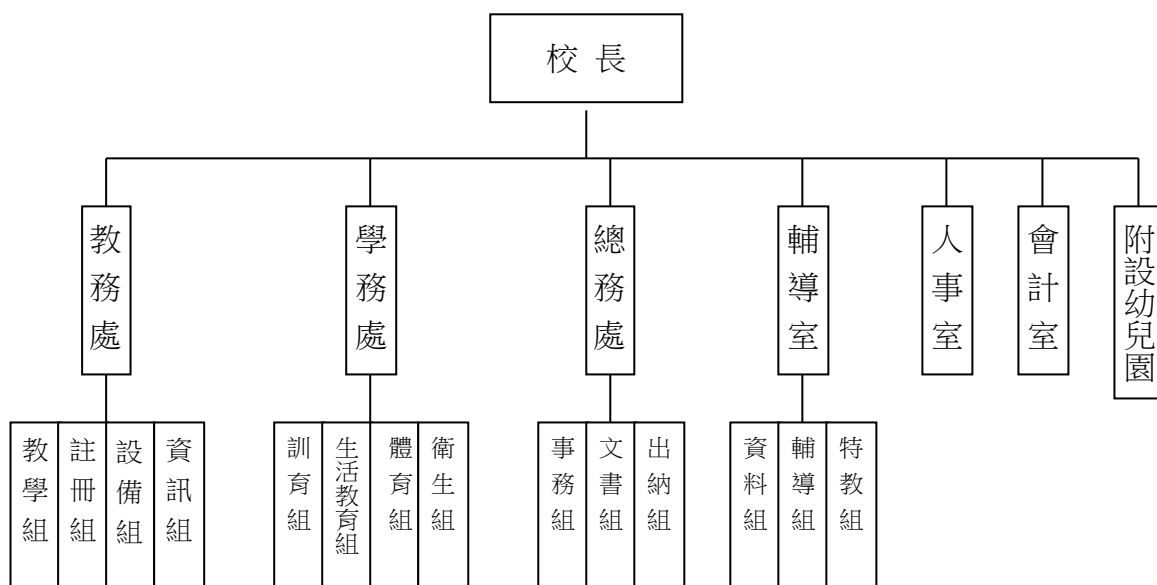 校長
教務處
學務處
總務處
輔導室
人事室
會計室
附設幼兒園
教學組
註冊組
設備組
資訊組
訓育組
生活教育組
體育組
衛生組
事務組
文書組
出納組
資料組
輔導組
特教組